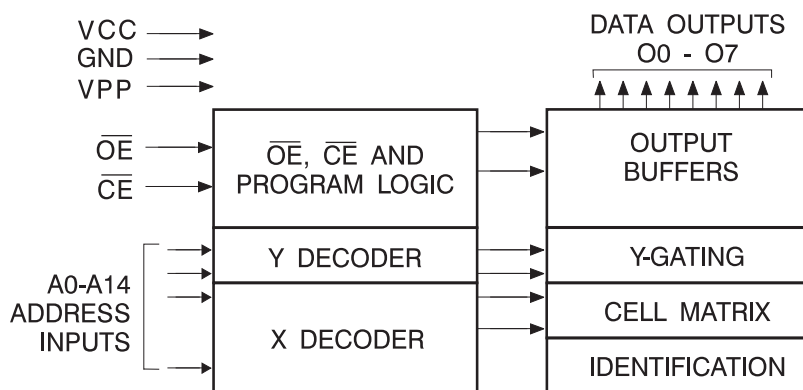 VCC
GND
VPP
OE
CE
A0-A14
ADDRESS
INPUTS
OE, CE AND
PROGRAM LOGIC
Y DECODER
X DECODER
DATA OUTPUTS
O0 - O7
OUTPUT
BUFFERS
Y-GATING
CELL MATRIX
IDENTIFICATION